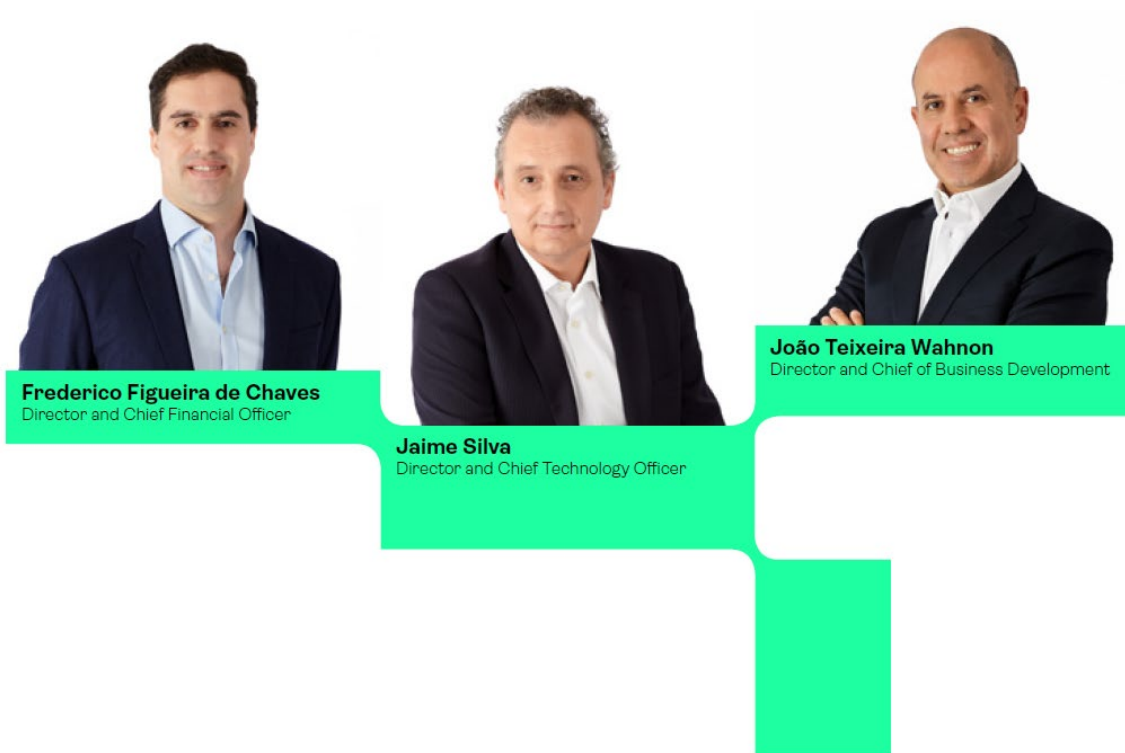 Frederico Figueira de Chaves
Director and Chief Financial Officer
Jaime Silva
Director and Chief Technology Officer
João Teixeira Wahnon
Director and Chief of Business Development